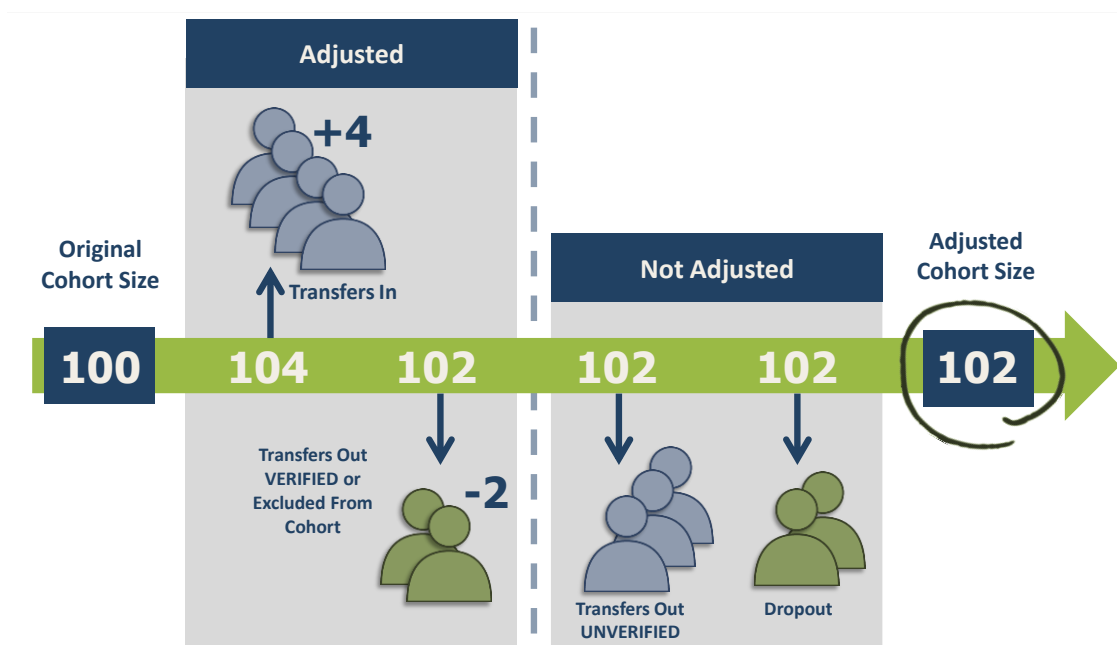 Adjusted
+4
Transfers In
Original
Cohort Size
Not Adjusted
Adjusted
Cohort Size
100
104
102
102
102
102
Transfers Out
VERIFIED or
Excluded From
Cohort
-2
Transfers Out
UNVERIFIED
Dropout